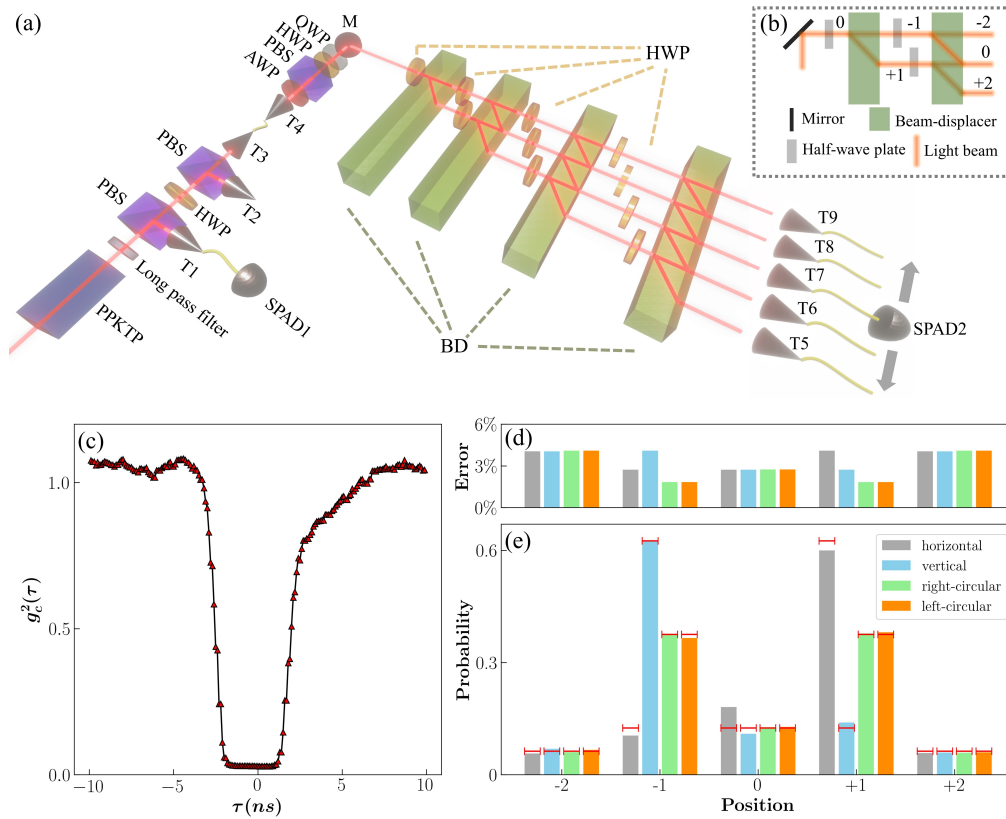 (a)
M
QWP
HWP
PBS
AWP
T4
T3
PBS
T2
PBS
HWP
T1
Long pass filter
SPAD1
PPKTP
HWP
BD
T9
T8
T7
T6
T5
SPAD2
(b)
0
-1
-2
0
+1
+2
Mirror
Beam-displacer
Half-wave plate
Light beam
(c)
1.0
0.5
0.0
g_c^2(τ)
−10
−5
0
5
10
τ(ns)
(d)
6%
3%
0%
Error
(e)
0.6
0.3
0
Probability
horizontal
vertical
right-circular
left-circular
-2
-1
0
+1
+2
Position